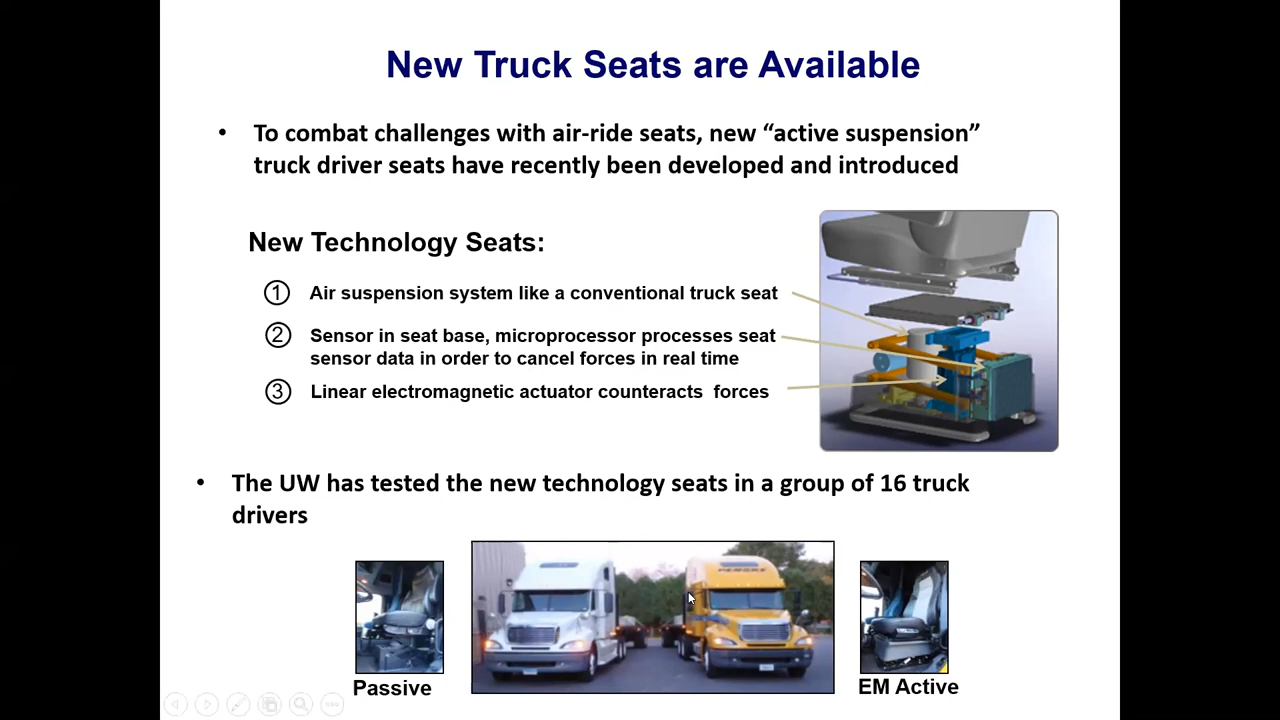 New Truck Seats are Available
• To combat challenges with air-ride seats, new “active suspension”
truck driver seats have recently been developed and introduced
New Technology Seats:
① Air suspension system like a conventional truck seat
② Sensor in seat base, microprocessor processes seat
sensor data in order to cancel forces in real time
③ Linear electromagnetic actuator counteracts forces
• The UW has tested the new technology seats in a group of 16 truck
drivers
PENSKE
Passive
EM Active